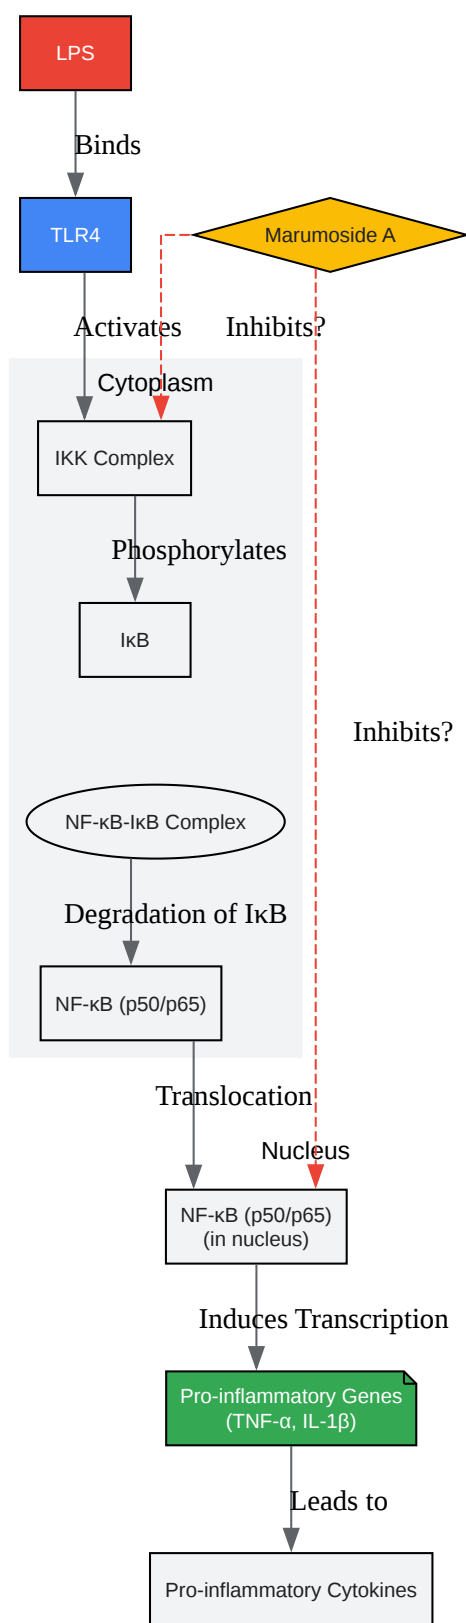 LPS
Binds
TLR4
Marumoside A
Activates
Inhibits?
Cytoplasm
IKK Complex
Phosphorylates
IκB
Inhibits?
NF-κB-IκB Complex
Degradation of IκB
NF-κB (p50/p65)
Translocation
Nucleus
NF-κB (p50/p65)
(in nucleus)
Induces Transcription
Pro-inflammatory Genes
(TNF-α, IL-1β)
Leads to
Pro-inflammatory Cytokines